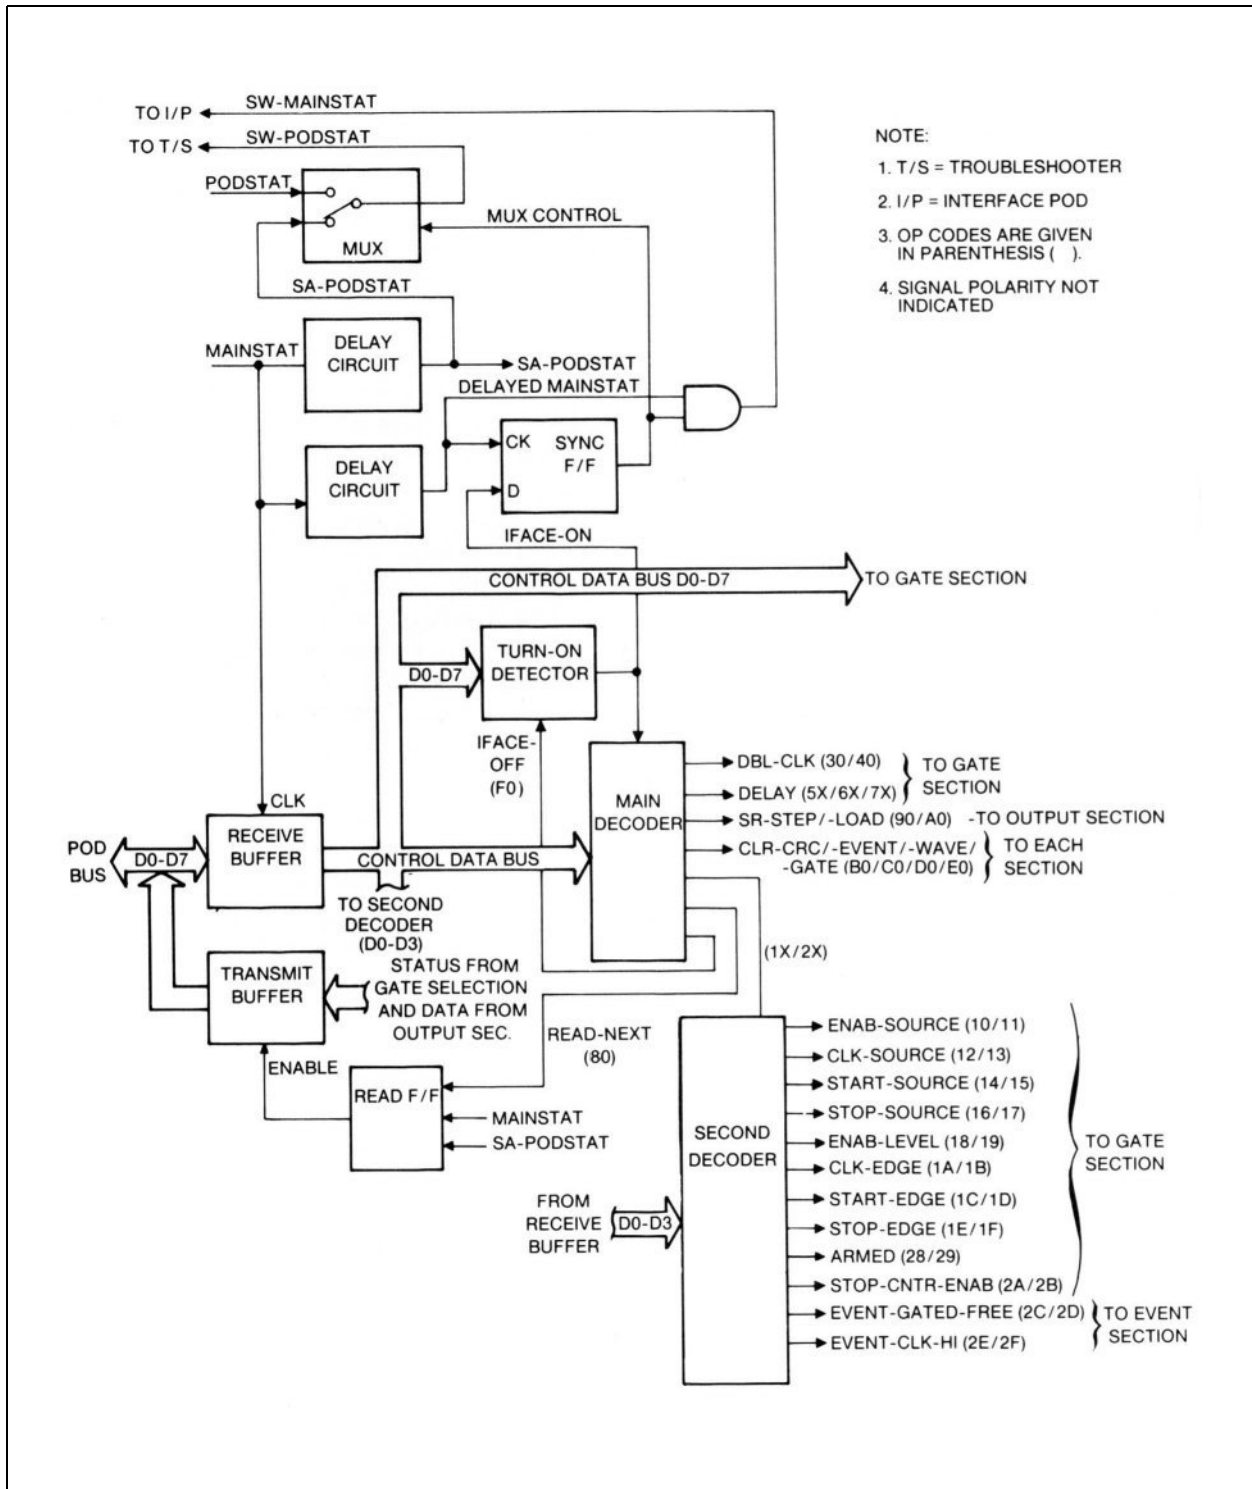 SW-MAINSTAT
TO I/P
SW-PODSTAT
TO T/S
PODSTAT
MUX CONTROL
MUX
SA-PODSTAT
NOTE:
1. T/S = TROUBLESHOOTER
2. I/P = INTERFACE POD
3. OP CODES ARE GIVEN
IN PARENTHESIS ( ).
4. SIGNAL POLARITY NOT
INDICATED
MAINSTAT
DELAY
CIRCUIT
SA-PODSTAT
DELAYED MAINSTAT
CK SYNC
F/F
D
DELAY
CIRCUIT
IFACE-ON
CONTROL DATA BUS D0-D7
TO GATE SECTION
TURN-ON
DETECTOR
D0-D7
IFACE-
OFF
(F0)
MAIN
DECODER
DBL-CLK (30/40)
DELAY (5X/6X/7X)
TO GATE
SECTION
SR-STEP/-LOAD (90/A0) -TO OUTPUT SECTION
CLR-CRC/-EVENT/-WAVE/
-GATE (B0/C0/D0/E0)
TO EACH
SECTION
CLK
RECEIVE
BUFFER
POD
BUS
D0-D7
CONTROL DATA BUS
TO SECOND
DECODER
(D0-D3)
(1X/2X)
TRANSMIT
BUFFER
STATUS FROM
GATE SELECTION
AND DATA FROM
OUTPUT SEC.
READ-NEXT
(80)
ENABLE
READ F/F
MAINSTAT
SA-PODSTAT
SECOND
DECODER
FROM
RECEIVE
BUFFER
D0-D3
ENAB-SOURCE (10/11)
CLK-SOURCE (12/13)
START-SOURCE (14/15)
STOP-SOURCE (16/17)
ENAB-LEVEL (18/19)
CLK-EDGE (1A/1B)
START-EDGE (1C/1D)
STOP-EDGE (1E/1F)
ARMED (28/29)
STOP-CNTR-ENAB (2A/2B)
TO GATE
SECTION
EVENT-GATED-FREE (2C/2D)
EVENT-CLK-HI (2E/2F)
TO EVENT
SECTION